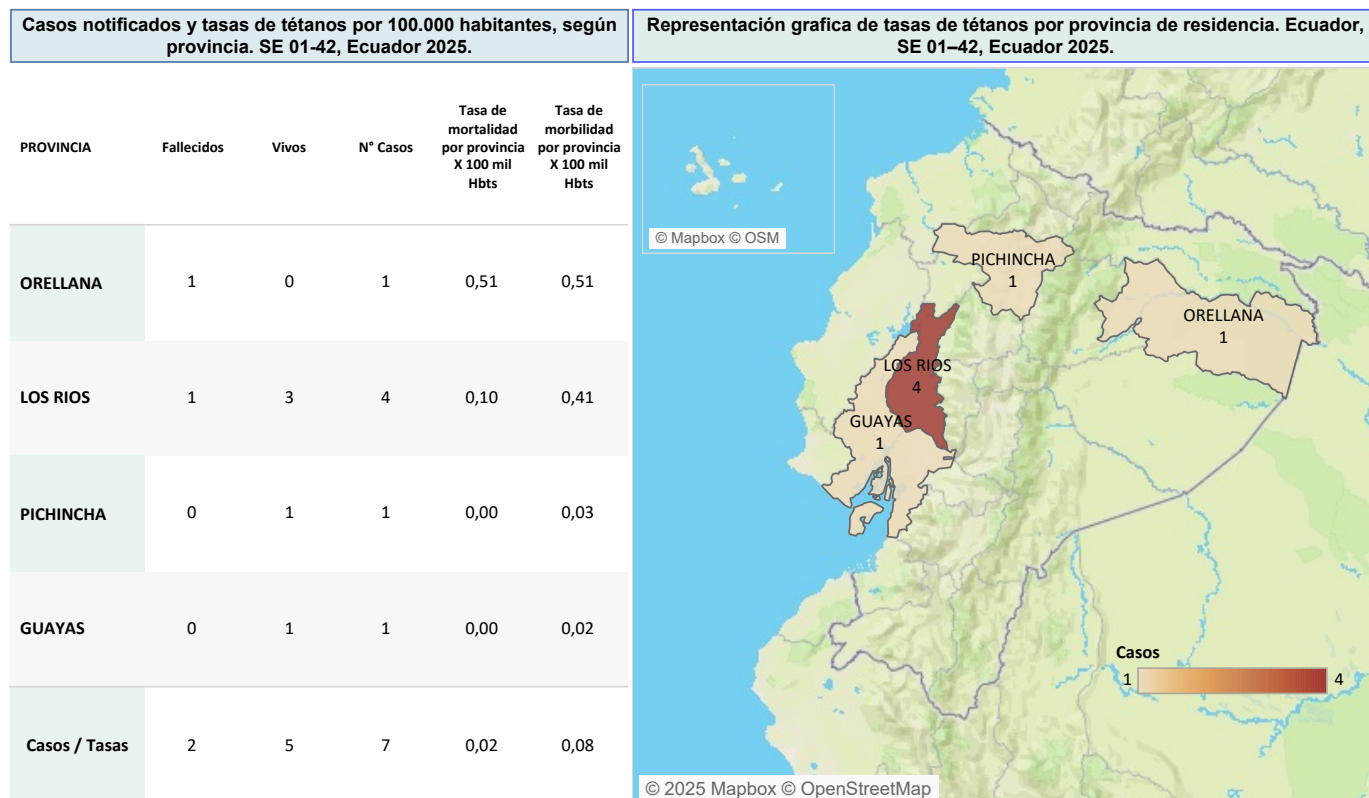 Casos notificados y tasas de tétanos por 100.000 habitantes, según
provincia. SE 01-42, Ecuador 2025.
PROVINCIA
Fallecidos
Vivos
N° Casos
Tasa de
mortalidad
por provincia
X 100 mil
Hbts
Tasa de
morbilidad
por provincia
X 100 mil
Hbts
ORELLANA 1 0 1 0,51 0,51
LOS RIOS 1 3 4 0,10 0,41
PICHINCHA 0 1 1 0,00 0,03
GUAYAS 0 1 1 0,00 0,02
Casos / Tasas 2 5 7 0,02 0,08
Representación grafica de tasas de tétanos por provincia de residencia. Ecuador,
SE 01–42, Ecuador 2025.
© Mapbox © OSM
PICHINCHA
1
ORELLANA
1
LOS RIOS
4
GUAYAS
1
Casos
1 4
© 2025 Mapbox © OpenStreetMap